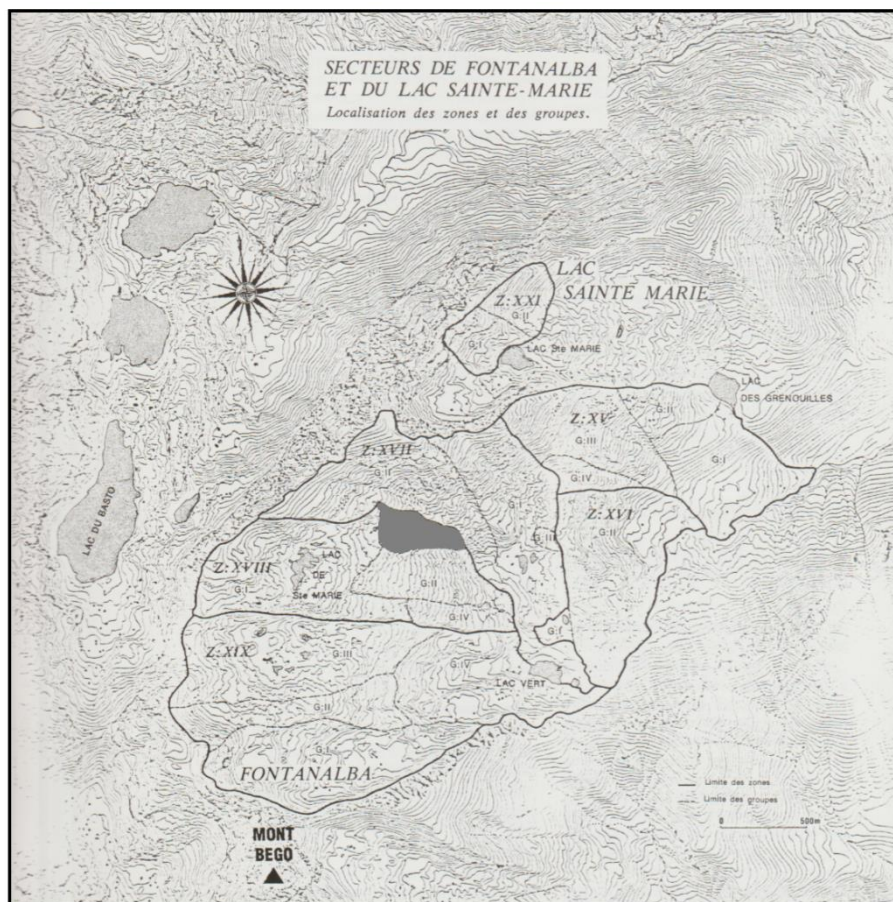 SECTEURS DE FONTANALBA
ET DU LAC SAINTE-MARIE
Localisation des zones et des groupes.
LAC
SAINTE MARIE
Z:XXI
G:II
G:I
LAC Ste MARIE
LAC
DES GRENOUILLES
Z:XV
G:II
G:III
G:I
G:IV
Z:XVII
G:II
G:I
G:III
Z:XVI
G:II
G:I
LAC DU BASTO
Z:XVIII
G:I
LAC
DE
Ste MARIE
G:II
G:IV
Z:XIX
G:III
G:IV
LAC VERT
G:II
G:I
FONTANALBA
Limite des zones
Limite des groupes
0 500m
MONT
BEGO